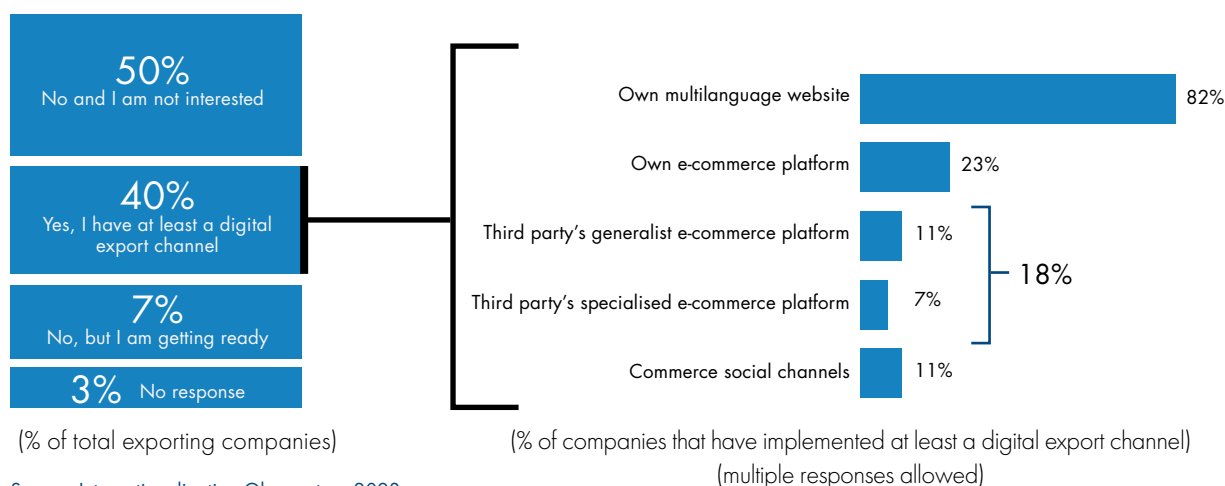 50%
No and I am not interested
40%
Yes, I have at least a digital
export channel
7%
No, but I am getting ready
3% No response
(% of total exporting companies)
Own multilanguage website 82%
Own e-commerce platform 23%
Third party's generalist e-commerce platform 11%
Third party's specialised e-commerce platform 7%
18%
Commerce social channels 11%
(% of companies that have implemented at least a digital export channel)
(multiple responses allowed)